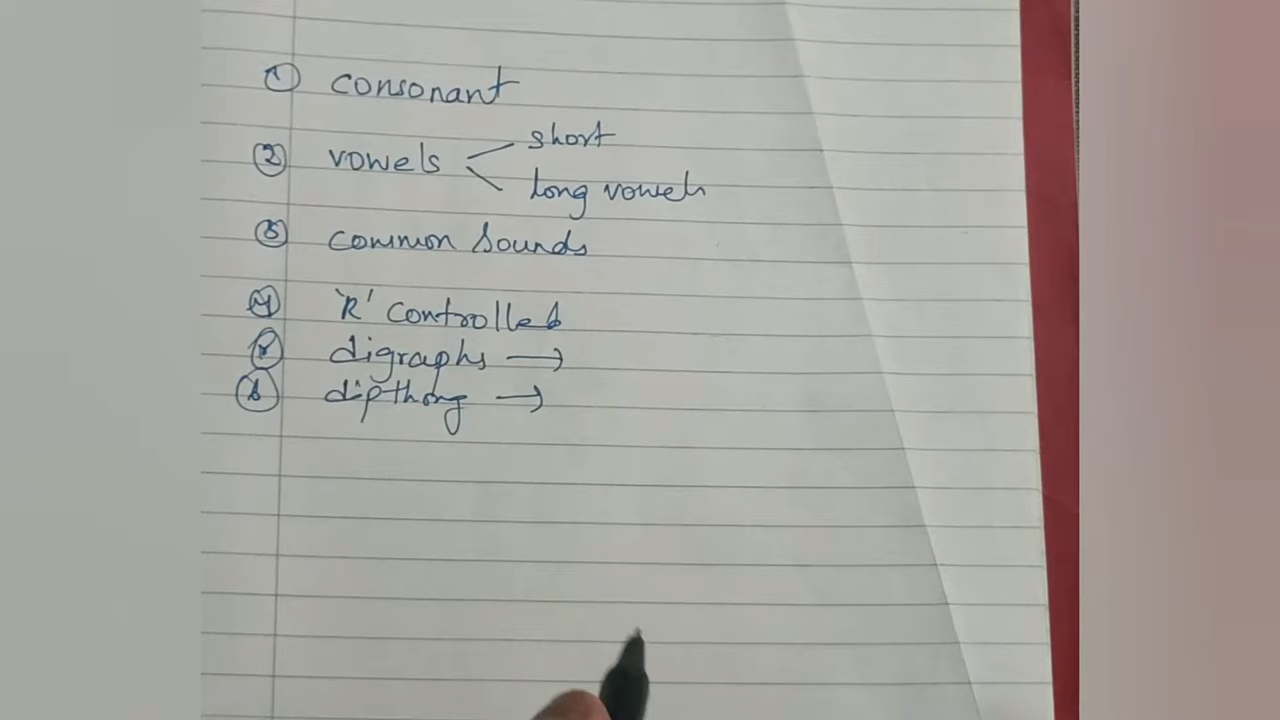 ① consonant
② vowels < short
long vowels
③ common sounds
④ 'R' controlled
⑤ digraphs →
⑥ dipthong →